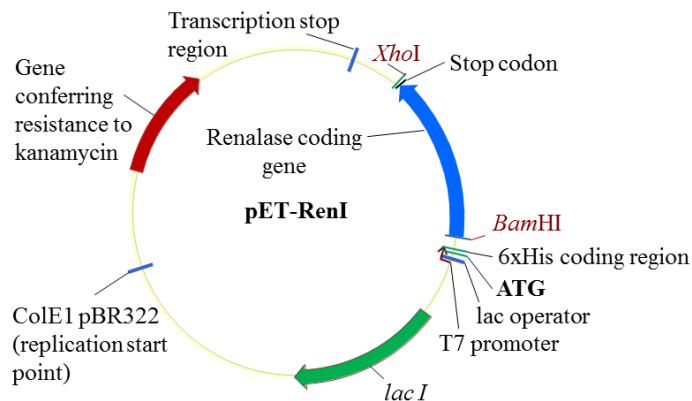 Transcription stop
region
XhoI
Stop codon
Gene
conferring
resistance to
kanamycin
Renalase coding
gene
pET-RenI
BamHI
6xHis coding region
ATG
lac operator
T7 promoter
ColE1 pBR322
(replication start
point)
lac I